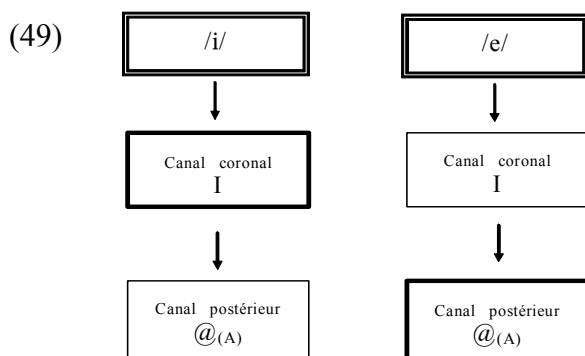 (49)
/i/ /e/
Canal coronal Canal coronal
I I
Canal postérieur Canal postérieur
@(A) @(A)